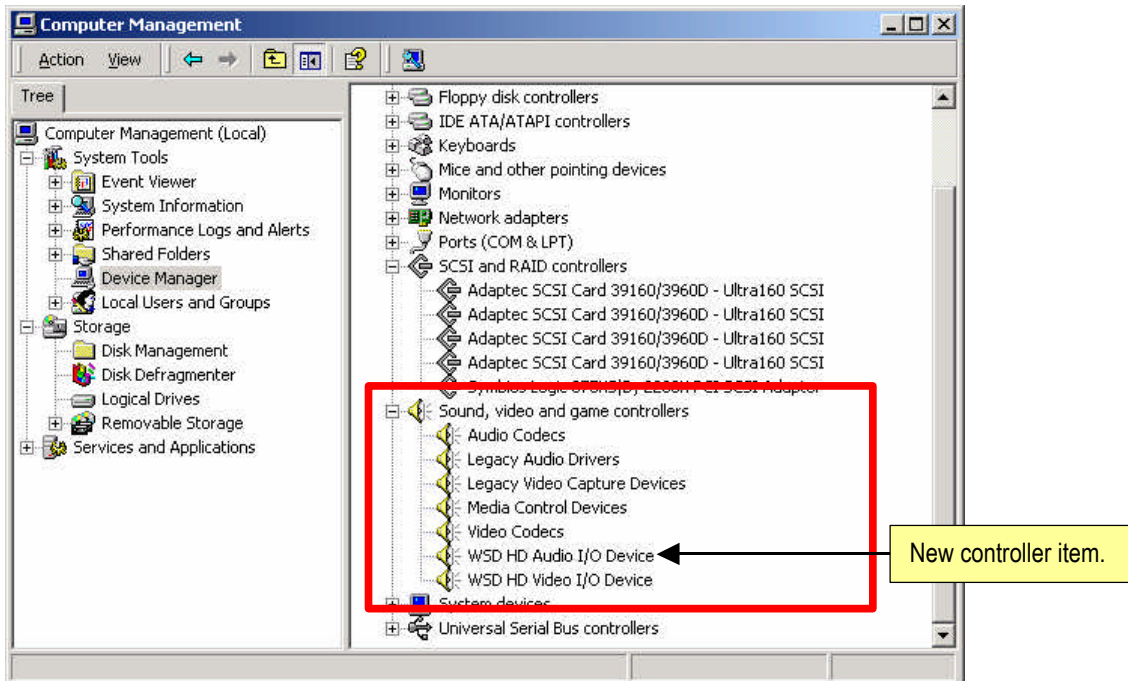 Computer Management
Action View
Tree
Computer Management (Local)
System Tools
Event Viewer
System Information
Performance Logs and Alerts
Shared Folders
Device Manager
Local Users and Groups
Storage
Disk Management
Disk Defragmenter
Logical Drives
Removable Storage
Services and Applications
Floppy disk controllers
IDE ATA/ATAPI controllers
Keyboards
Mice and other pointing devices
Monitors
Network adapters
Ports (COM & LPT)
SCSI and RAID controllers
Adaptec SCSI Card 39160/3960D - Ultra160 SCSI
Adaptec SCSI Card 39160/3960D - Ultra160 SCSI
Adaptec SCSI Card 39160/3960D - Ultra160 SCSI
Adaptec SCSI Card 39160/3960D - Ultra160 SCSI
Symbios Logic PCI SCSI Adapter
Sound, video and game controllers
Audio Codecs
Legacy Audio Drivers
Legacy Video Capture Devices
Media Control Devices
Video Codecs
WSD HD Audio I/O Device
WSD HD Video I/O Device
System devices
Universal Serial Bus controllers
New controller item.